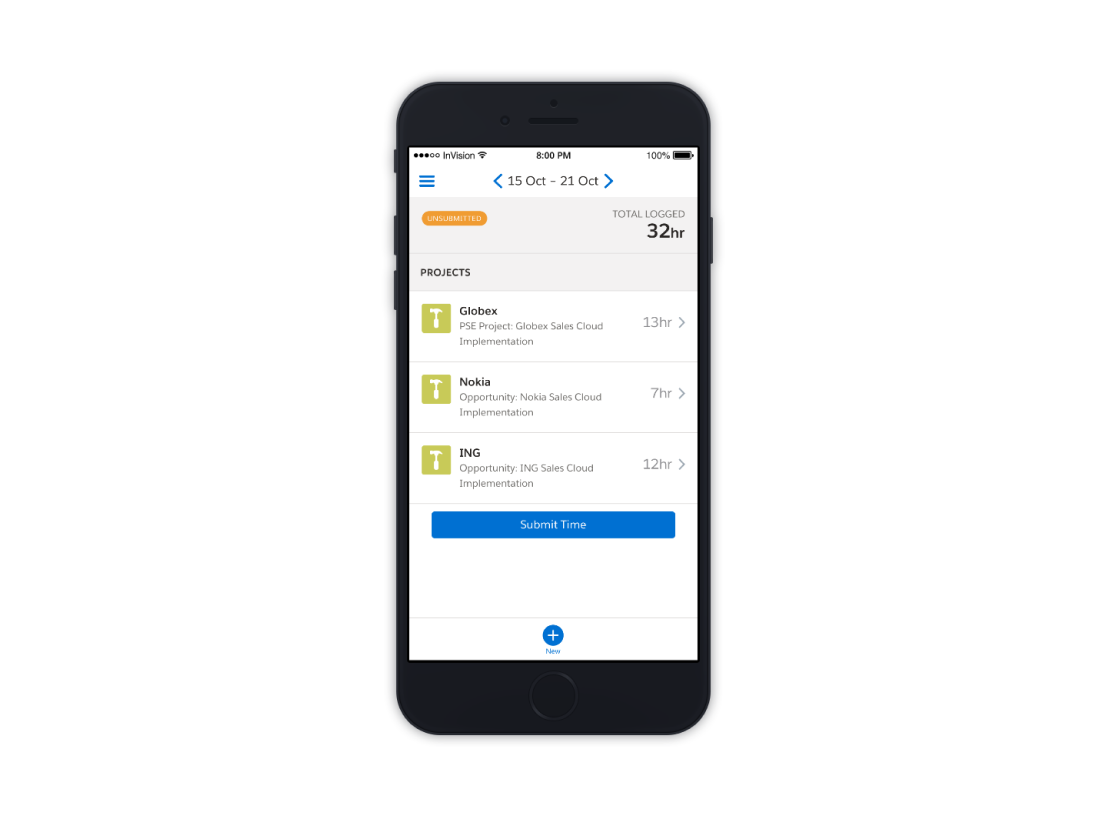 InVision 8:00 PM 100%
15 Oct – 21 Oct
UNSUBMITTED
TOTAL LOGGED
32hr
PROJECTS
Globex
PSE Project: Globex Sales Cloud
Implementation
13hr
Nokia
Opportunity: Nokia Sales Cloud
Implementation
7hr
ING
Opportunity: ING Sales Cloud
Implementation
12hr
Submit Time
New